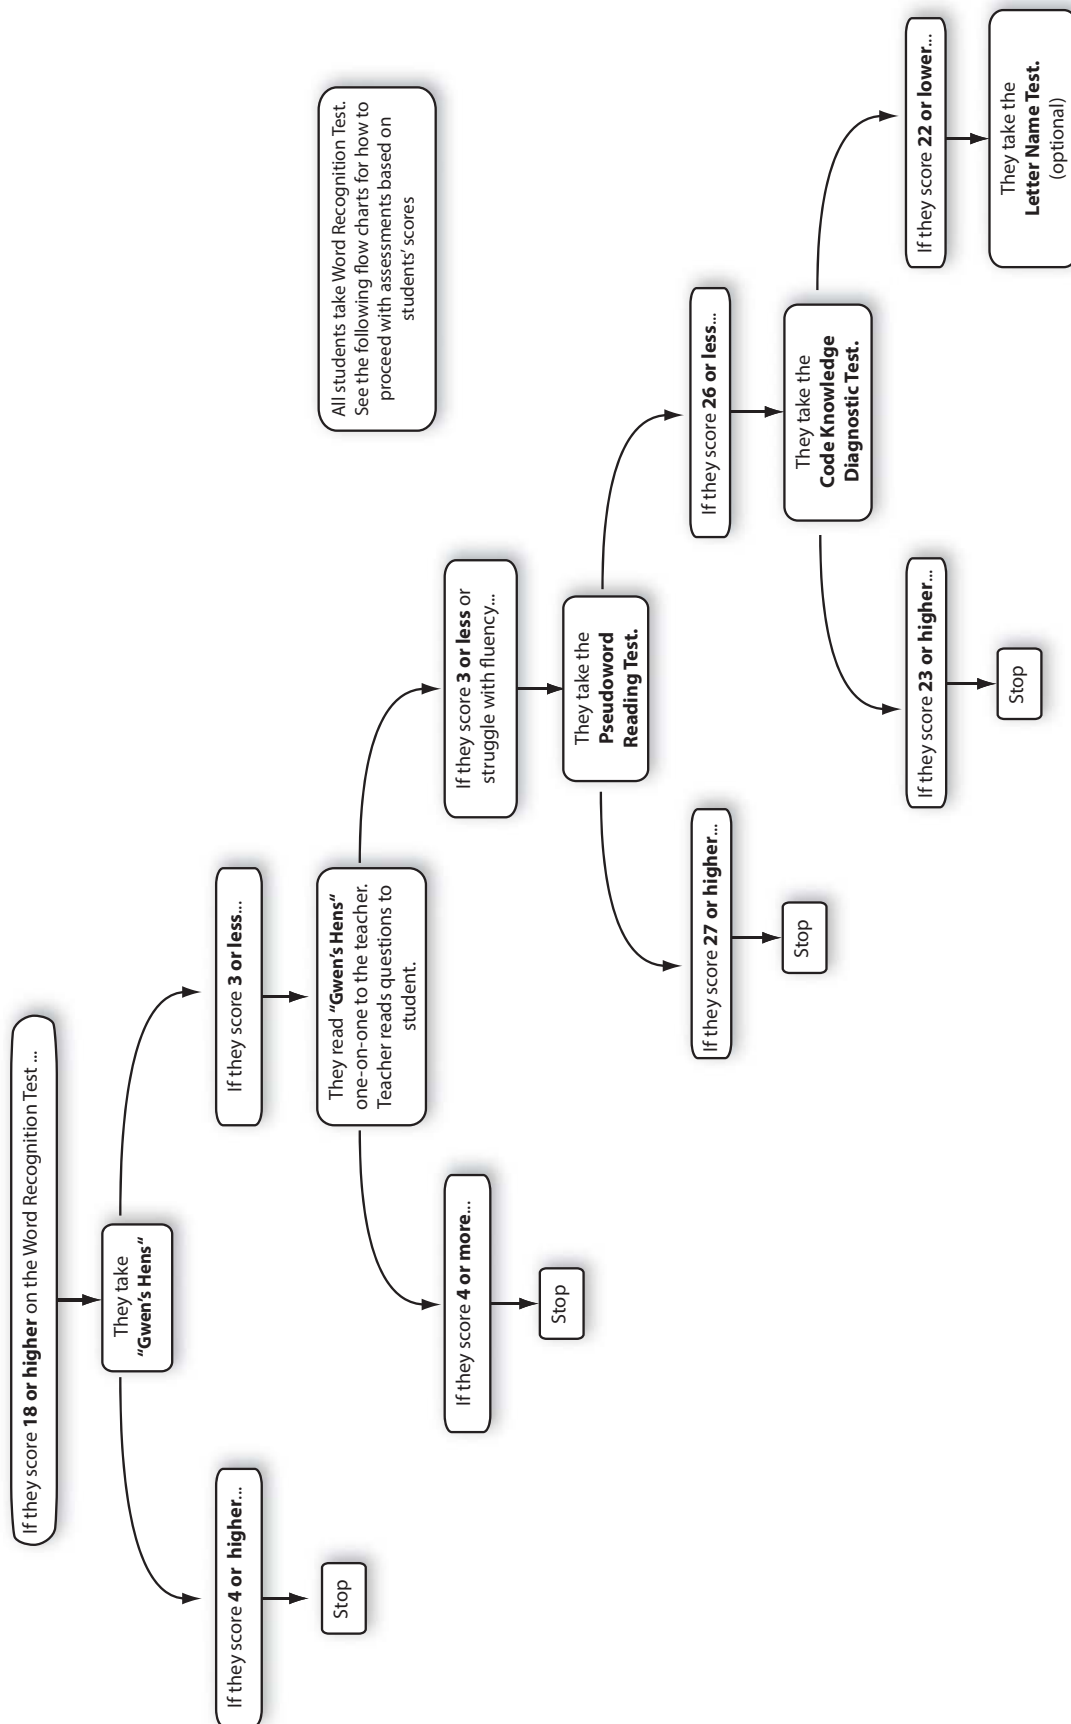 All students take Word Recognition Test.
See the following flow charts for how to
proceed with assessments based on
students’ scores
If they score 18 or higher on the Word Recognition Test ...
They take
“Gwen’s Hens”
If they score 4 or  higher...
Stop
If they score 3 or less...
They read “Gwen’s Hens”
one-on-one to the teacher.
Teacher reads questions to
student.
If they score 4 or more...
Stop
If they score 3 or less or
struggle with fluency...
They take the
Pseudoword
Reading Test.
If they score 27 or higher...
Stop
If they score 26 or less...
They take the
Code Knowledge
Diagnostic Test.
If they score 23 or higher...
Stop
If they score 22 or lower...
They take the
Letter Name Test.
(optional)